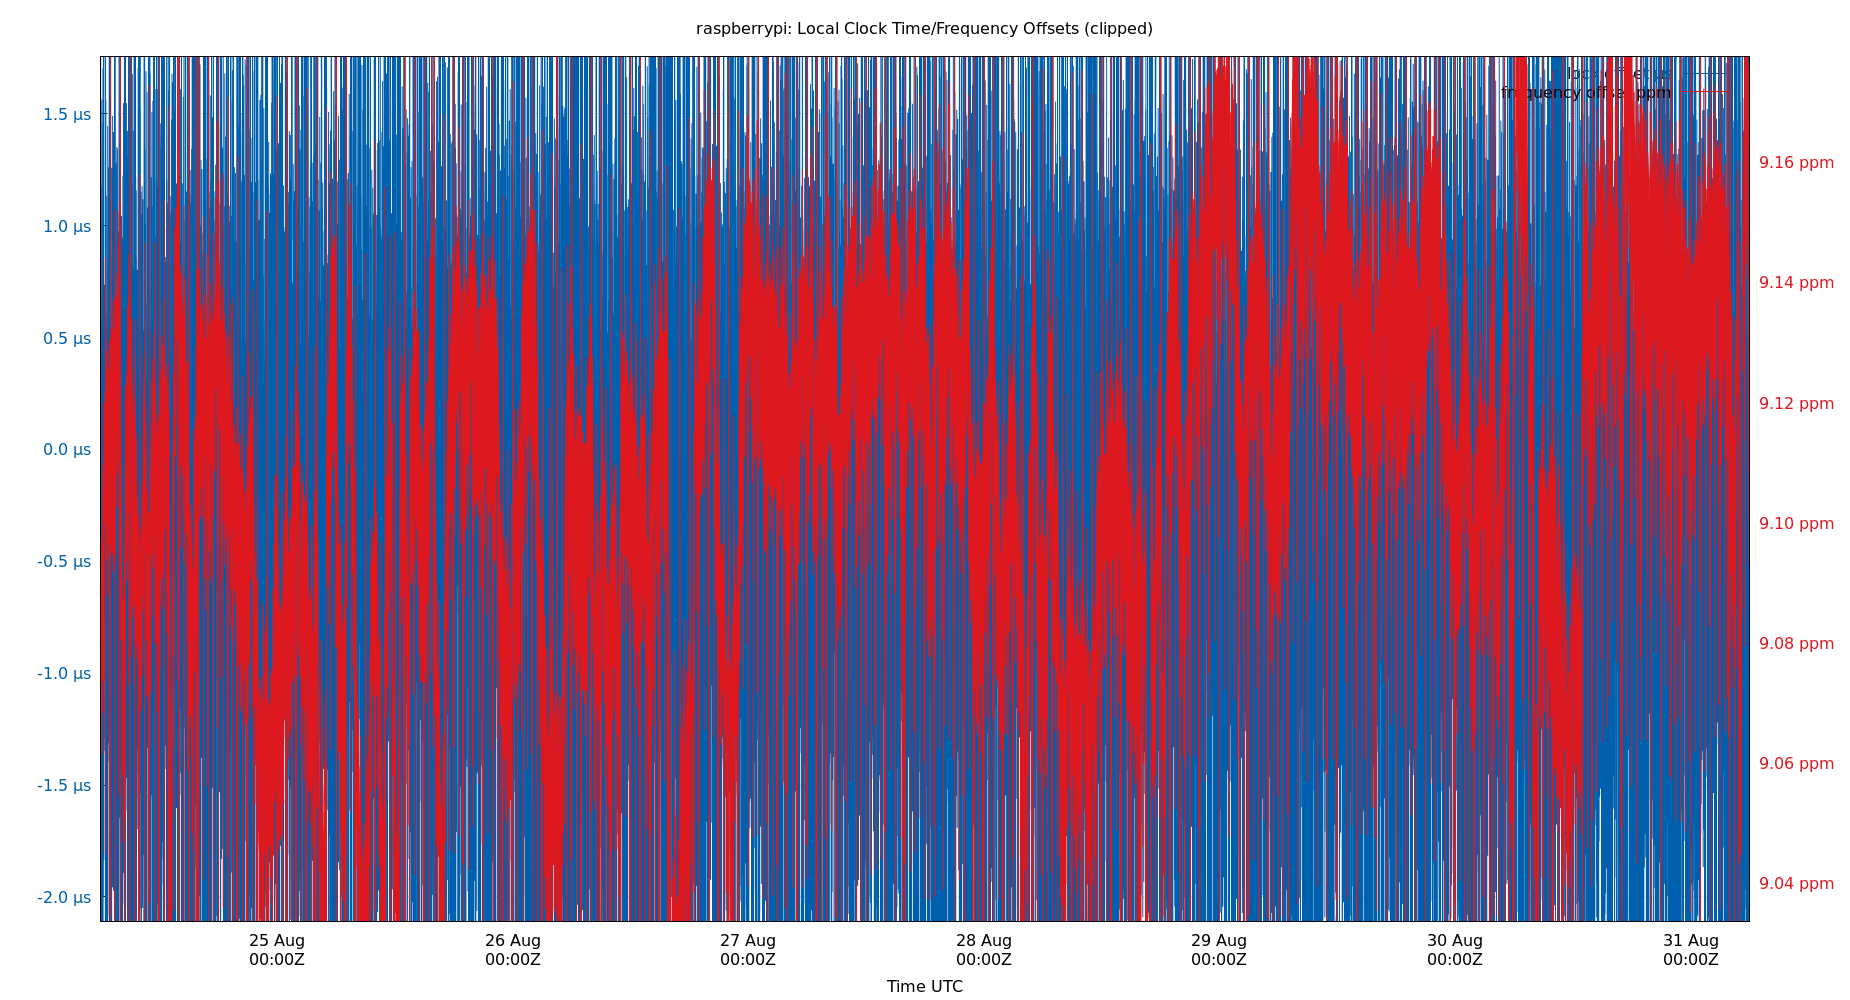 raspberrypi: Local Clock Time/Frequency Offsets (clipped)
frequency offset ppm
1.5 µs
1.0 µs
0.5 µs
0.0 µs
-0.5 µs
-1.0 µs
-1.5 µs
-2.0 µs
9.16 ppm
9.14 ppm
9.12 ppm
9.10 ppm
9.08 ppm
9.06 ppm
9.04 ppm
25 Aug 26 Aug 27 Aug 28 Aug 29 Aug 30 Aug 31 Aug
00:00Z 00:00Z 00:00Z 00:00Z 00:00Z 00:00Z 00:00Z
Time UTC